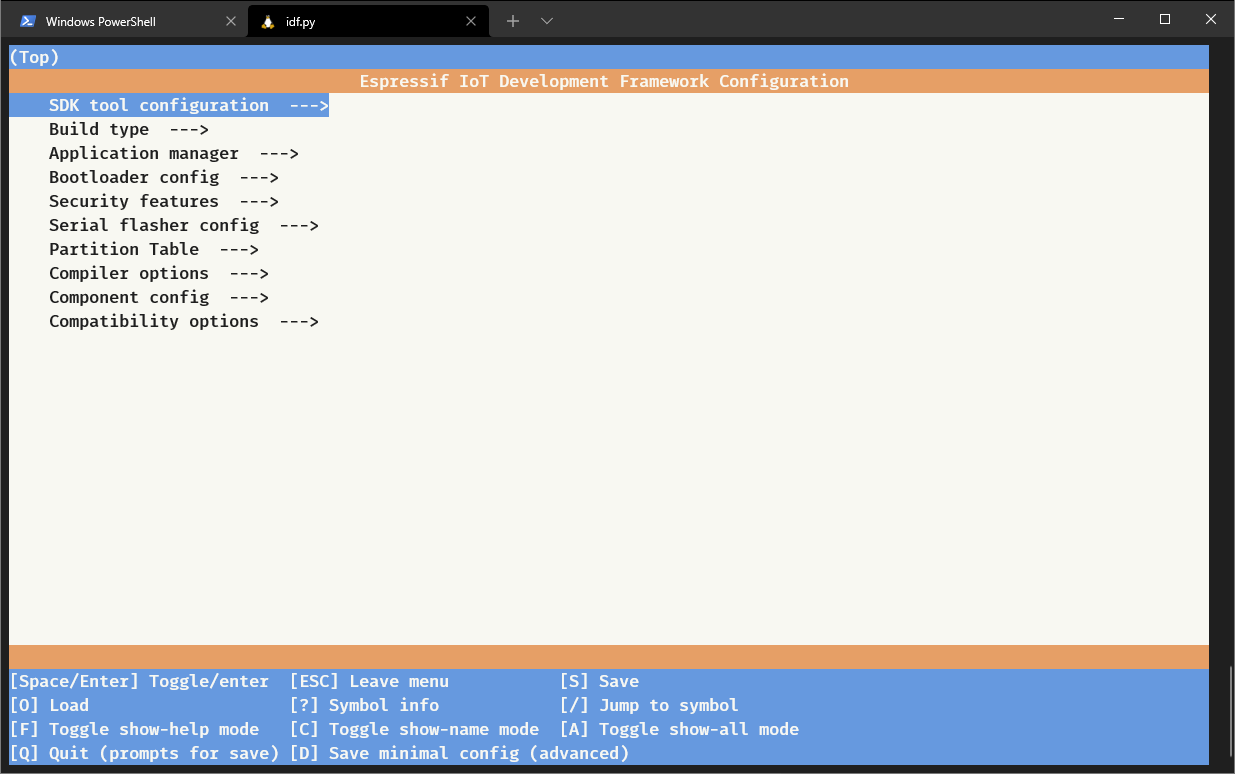 Windows PowerShell idf.py
(Top)
Espressif IoT Development Framework Configuration
SDK tool configuration --->
Build type --->
Application manager --->
Bootloader config --->
Security features --->
Serial flasher config --->
Partition Table --->
Compiler options --->
Component config --->
Compatibility options --->
[Space/Enter] Toggle/enter [ESC] Leave menu [S] Save
[O] Load [?] Symbol info [/] Jump to symbol
[F] Toggle show-help mode [C] Toggle show-name mode [A] Toggle show-all mode
[Q] Quit (prompts for save) [D] Save minimal config (advanced)